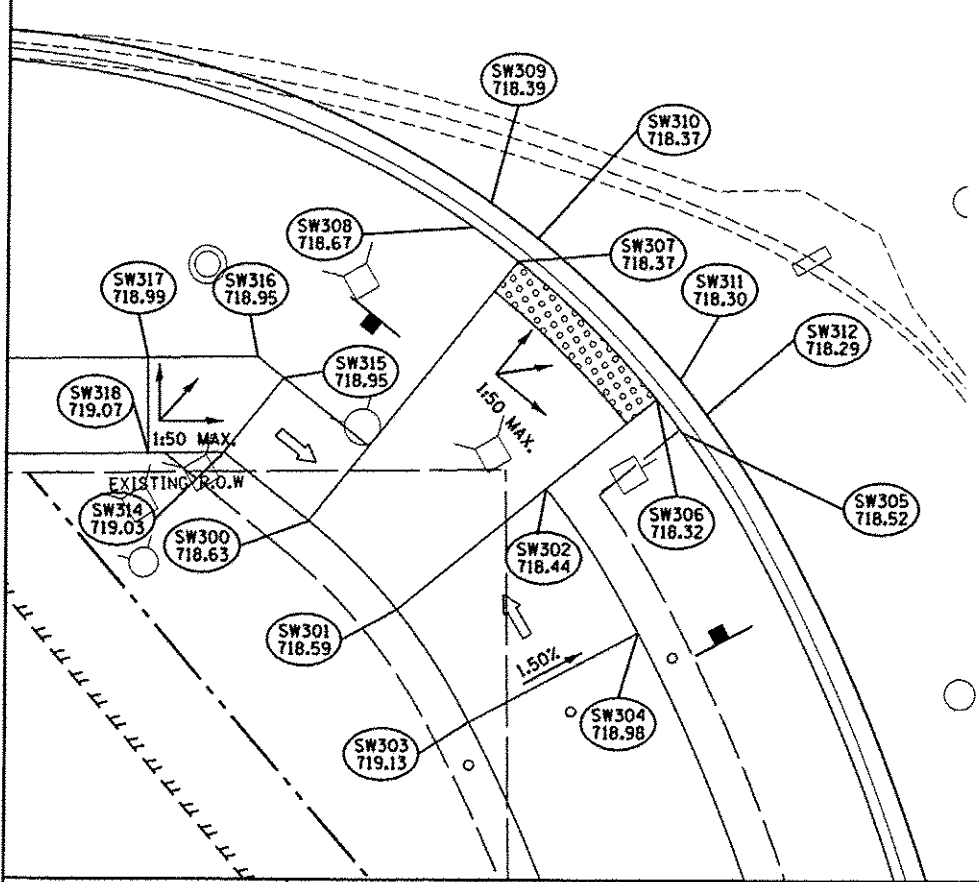 SW309
718.39
SW310
718.37
SW308
718.67
SW307
718.37
SW317
718.99
SW316
718.95
SW311
718.30
SW312
718.29
SW315
718.95
SW318
719.07
1:50 MAX.
1:50 MAX.
EXISTING R.O.W
SW314
719.03
SW300
718.63
SW302
718.44
SW306
718.32
SW305
718.52
SW301
718.59
1.50%
SW303
719.13
SW304
718.98